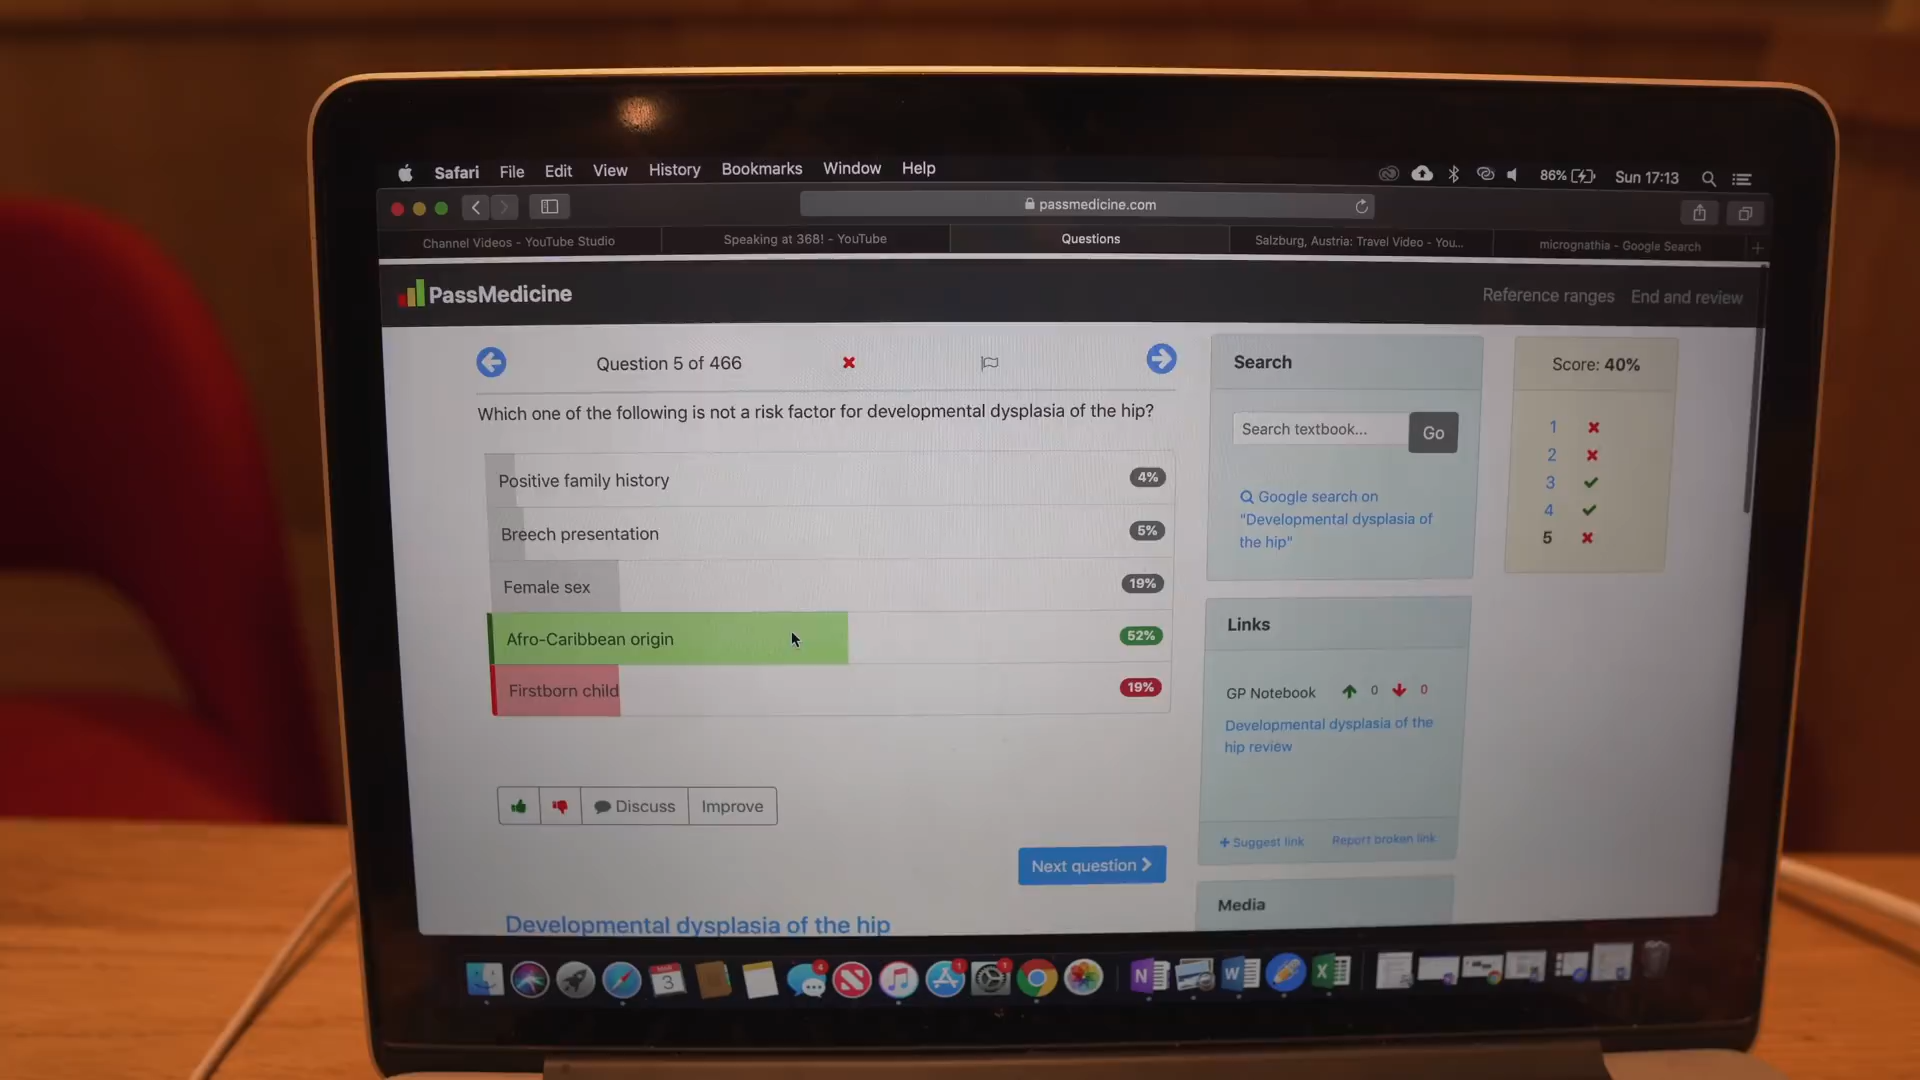 Safari File Edit View History Bookmarks Window Help
86% Sun 17:13
passmedicine.com
Channel Videos - YouTube Studio
Speaking at 368! - YouTube
Questions
Salzburg, Austria: Travel Video - You...
micrognathia - Google Search
PassMedicine
Reference ranges End and review
Question 5 of 466
Which one of the following is not a risk factor for developmental dysplasia of the hip?
Positive family history 4%
Breech presentation 5%
Female sex 19%
Afro-Caribbean origin 52%
Firstborn child 19%
Discuss Improve
Next question
Developmental dysplasia of the hip
Search
Search textbook... Go
Google search on
"Developmental dysplasia of
the hip"
Links
GP Notebook 0 0
Developmental dysplasia of the
hip review
+ Suggest link Report broken link
Media
Score: 40%
1
2
3
4
5
MAR
3
4
1
1
N
W
X